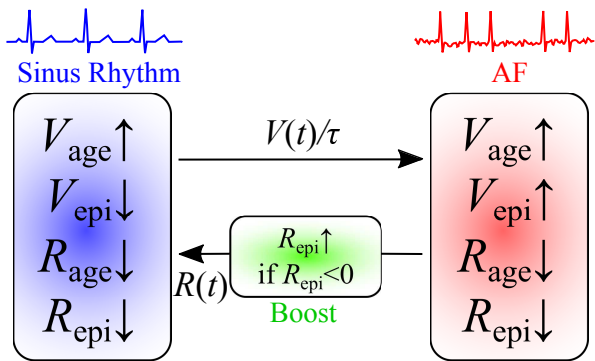 Sinus Rhythm
AF
V_age↑
V_epi↓
R_age↓
R_epi↓
V(t)/τ
R_epi↑
if R_epi<0
R(t)
Boost
V_age↑
V_epi↑
R_age↓
R_epi↓